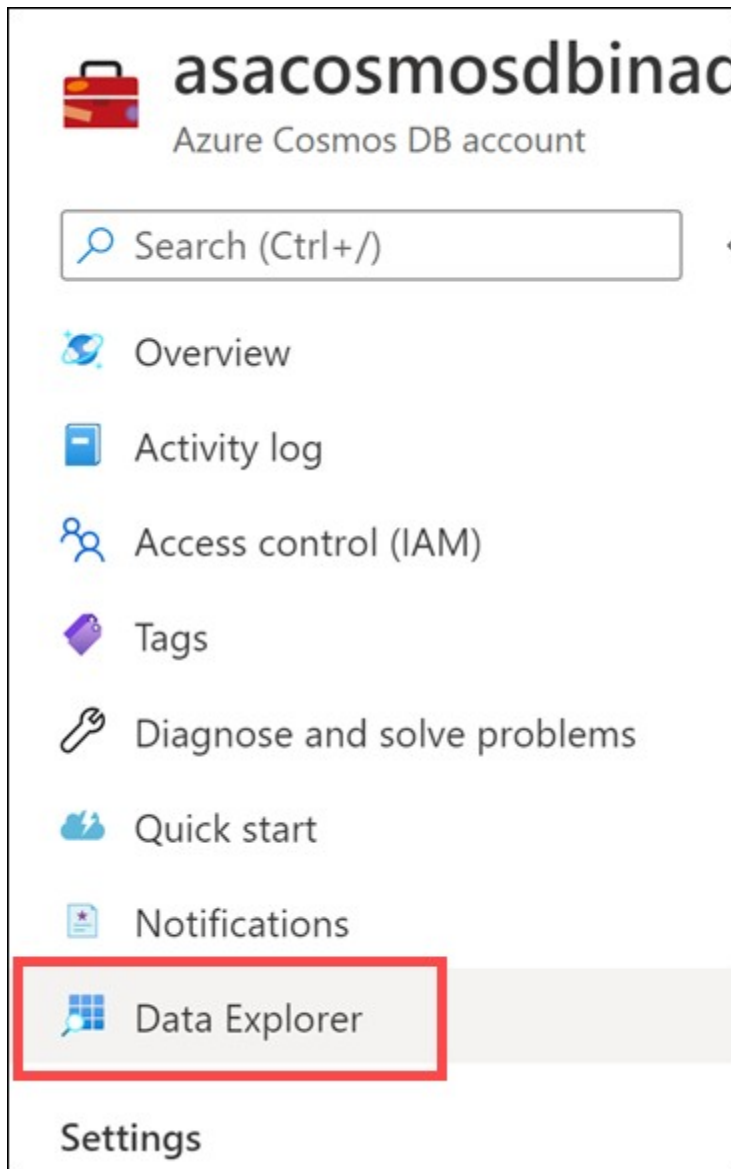 asacosmosdbinad
Azure Cosmos DB account
Search (Ctrl+/)
Overview
Activity log
Access control (IAM)
Tags
Diagnose and solve problems
Quick start
Notifications
Data Explorer
Settings